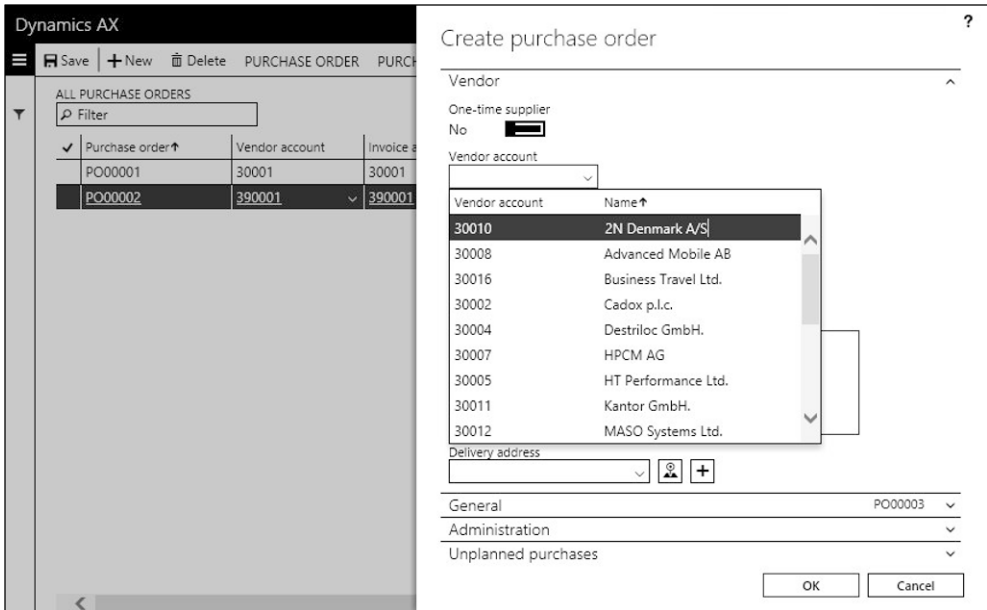 Dynamics AX
Save + New Delete PURCHASE ORDER PURCH
ALL PURCHASE ORDERS
Filter
Purchase order↑ Vendor account Invoice a
PO00001 30001 30001
PO00002 390001 390001
?
Create purchase order
Vendor
One-time supplier
No
Vendor account
Vendor account Name↑
30010 2N Denmark A/S
30008 Advanced Mobile AB
30016 Business Travel Ltd.
30002 Cadox p.l.c.
30004 Destriloc GmbH.
30007 HPCM AG
30005 HT Performance Ltd.
30011 Kantor GmbH.
30012 MASO Systems Ltd.
Delivery address
+
General PO00003
Administration
Unplanned purchases
OK Cancel